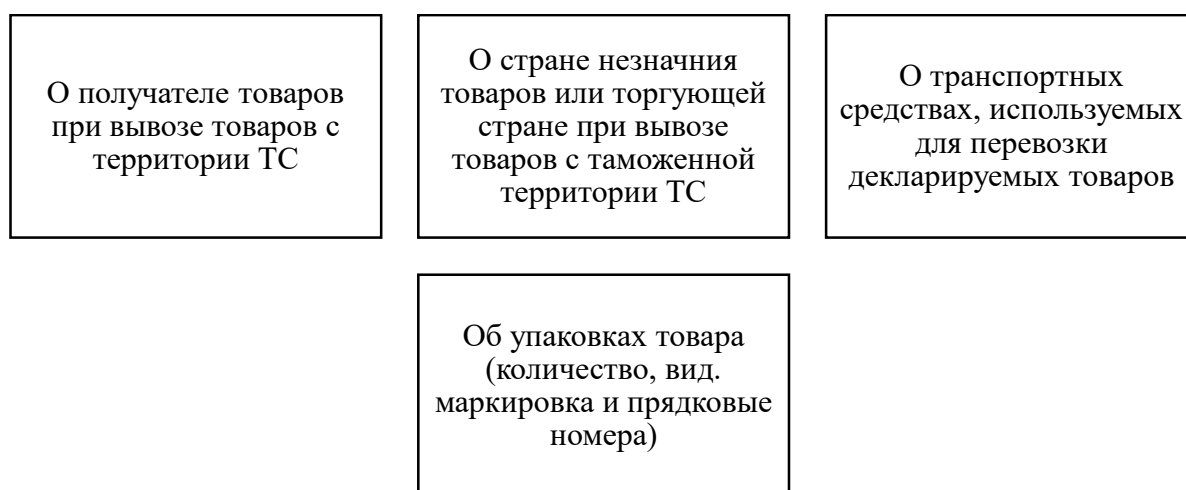 О получателе товаров
при вывозе товаров с
территории ТС
О стране незначния
товаров или торгующей
стране при вывозе
товаров с таможенной
территории ТС
О транспортных
средствах, используемых
для перевозки
декларируемых товаров
Об упаковках товара
(количество, вид.
маркировка и прядковые
номера)